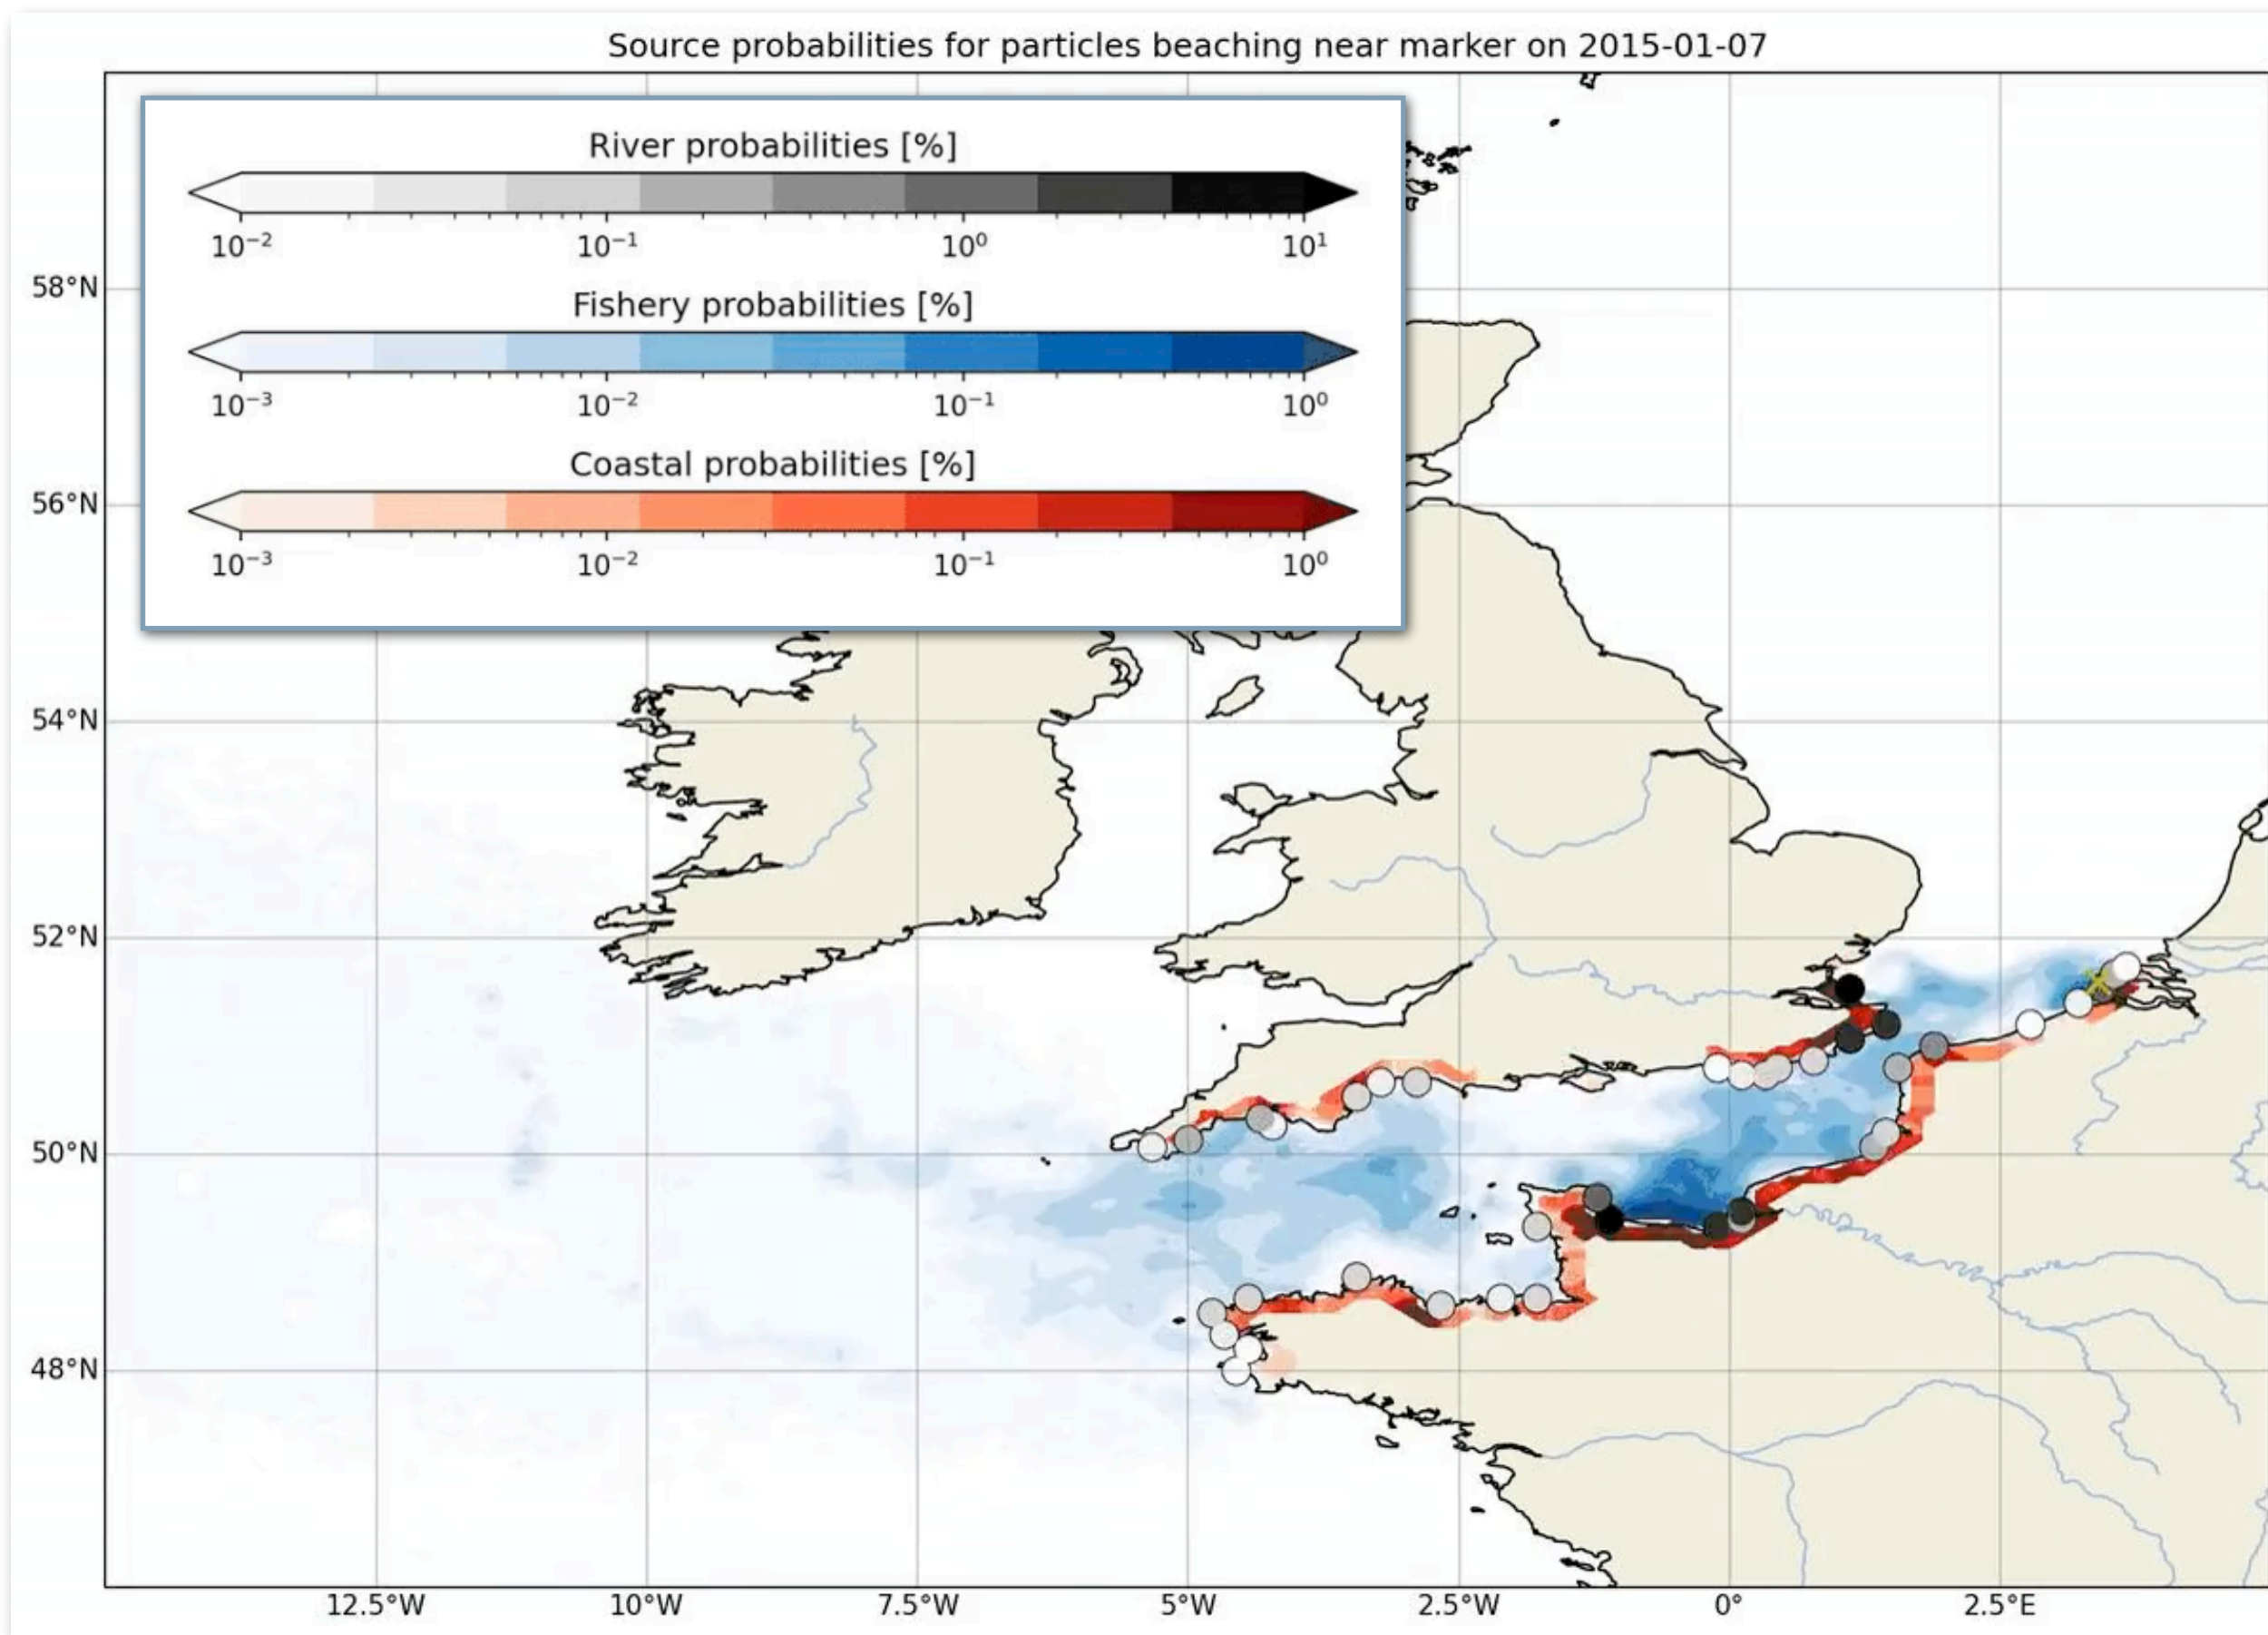 Source probabilities for particles beaching near marker on 2015-01-07
River probabilities [%]
10⁻² 10⁻¹ 10⁰ 10¹
Fishery probabilities [%]
10⁻³ 10⁻² 10⁻¹ 10⁰
Coastal probabilities [%]
10⁻³ 10⁻² 10⁻¹ 10⁰
58°N
56°N
54°N
52°N
50°N
48°N
12.5°W 10°W 7.5°W 5°W 2.5°W 0° 2.5°E